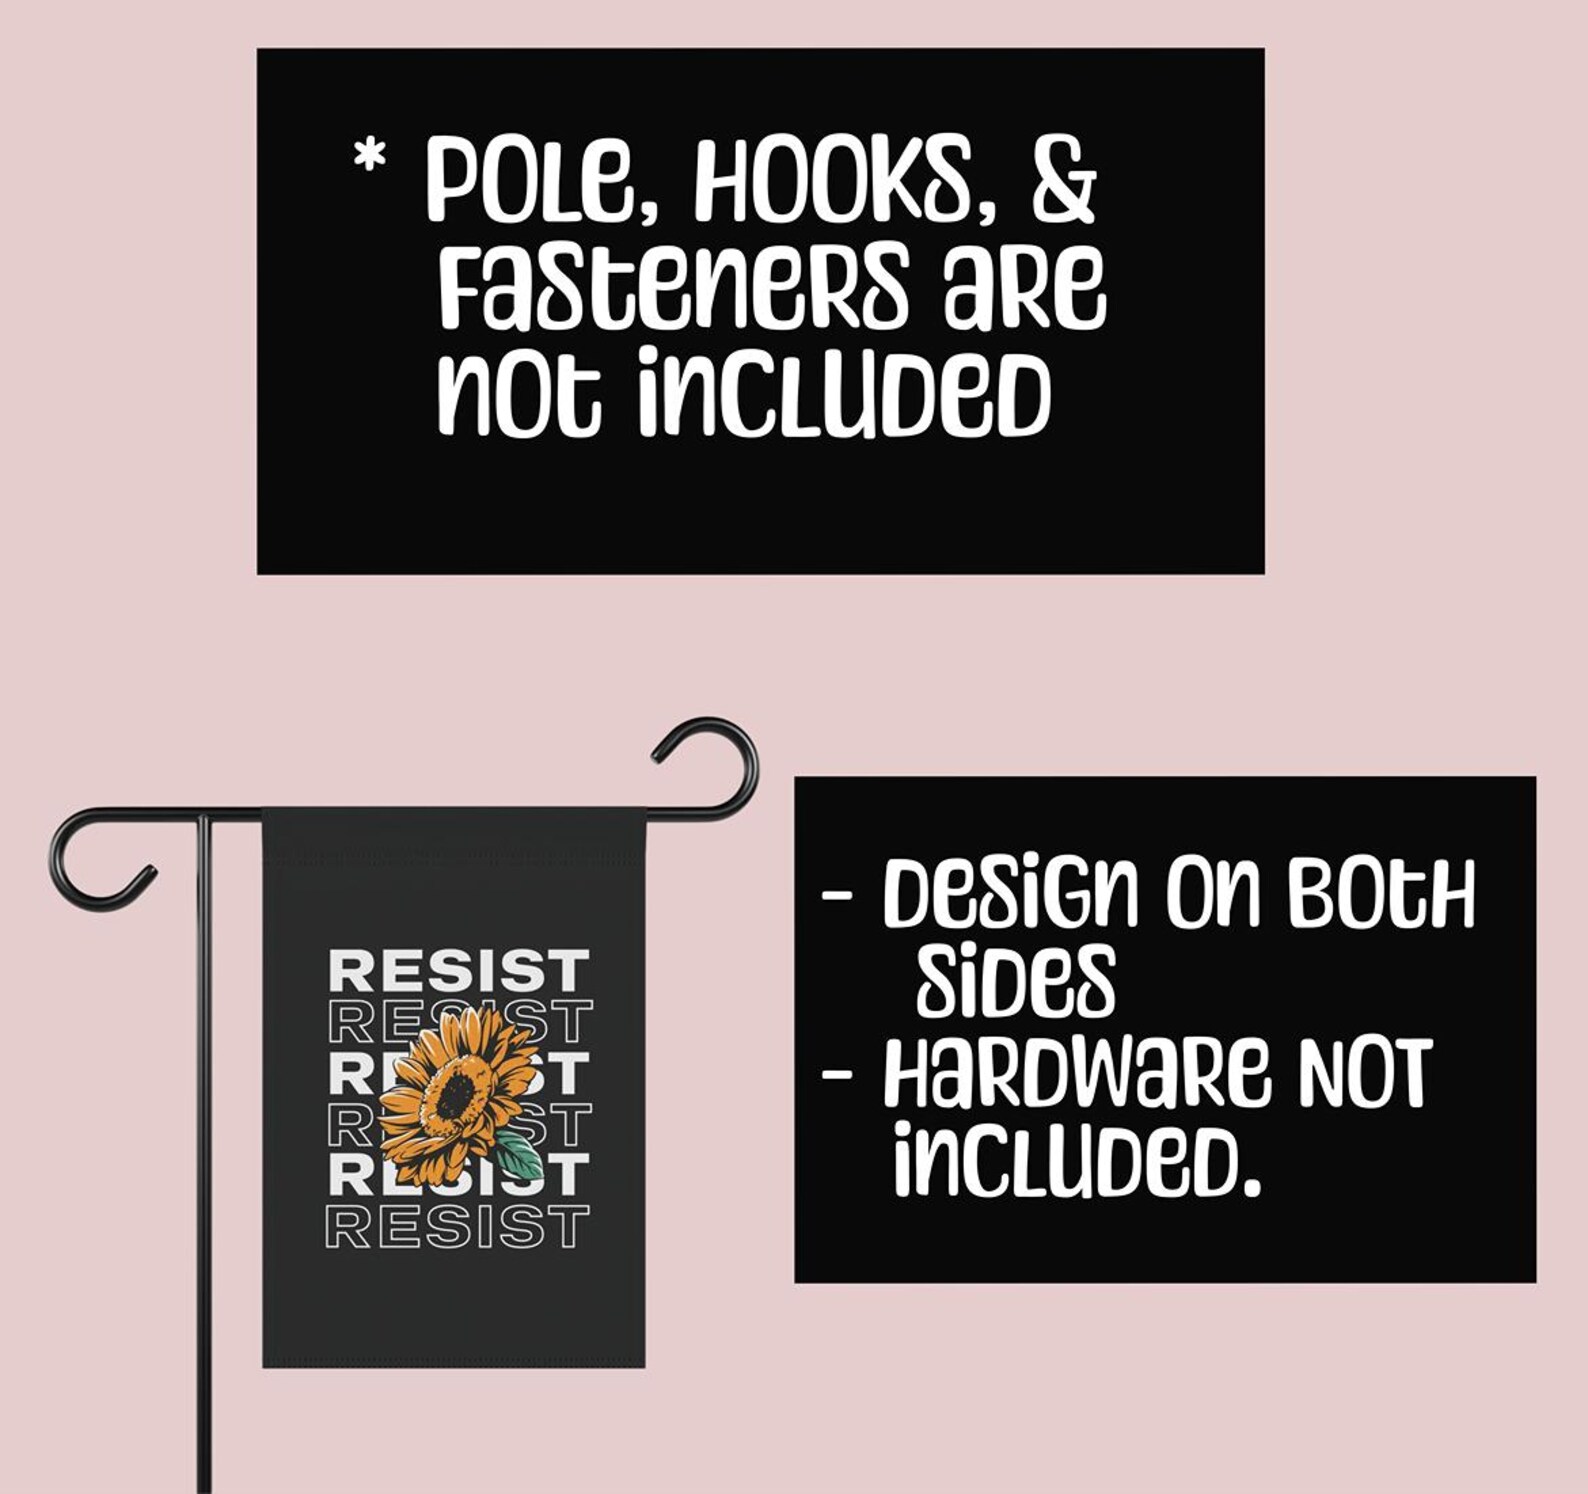 * POLE, HOOKS, &
FASTENERS ARE
NOT INCLUDED
RESIST
RESIST
RESIST
RESIST
RESIST
RESIST
- DESIGN ON BOTH
SIDES
- HARDWARE NOT
INCLUDED.